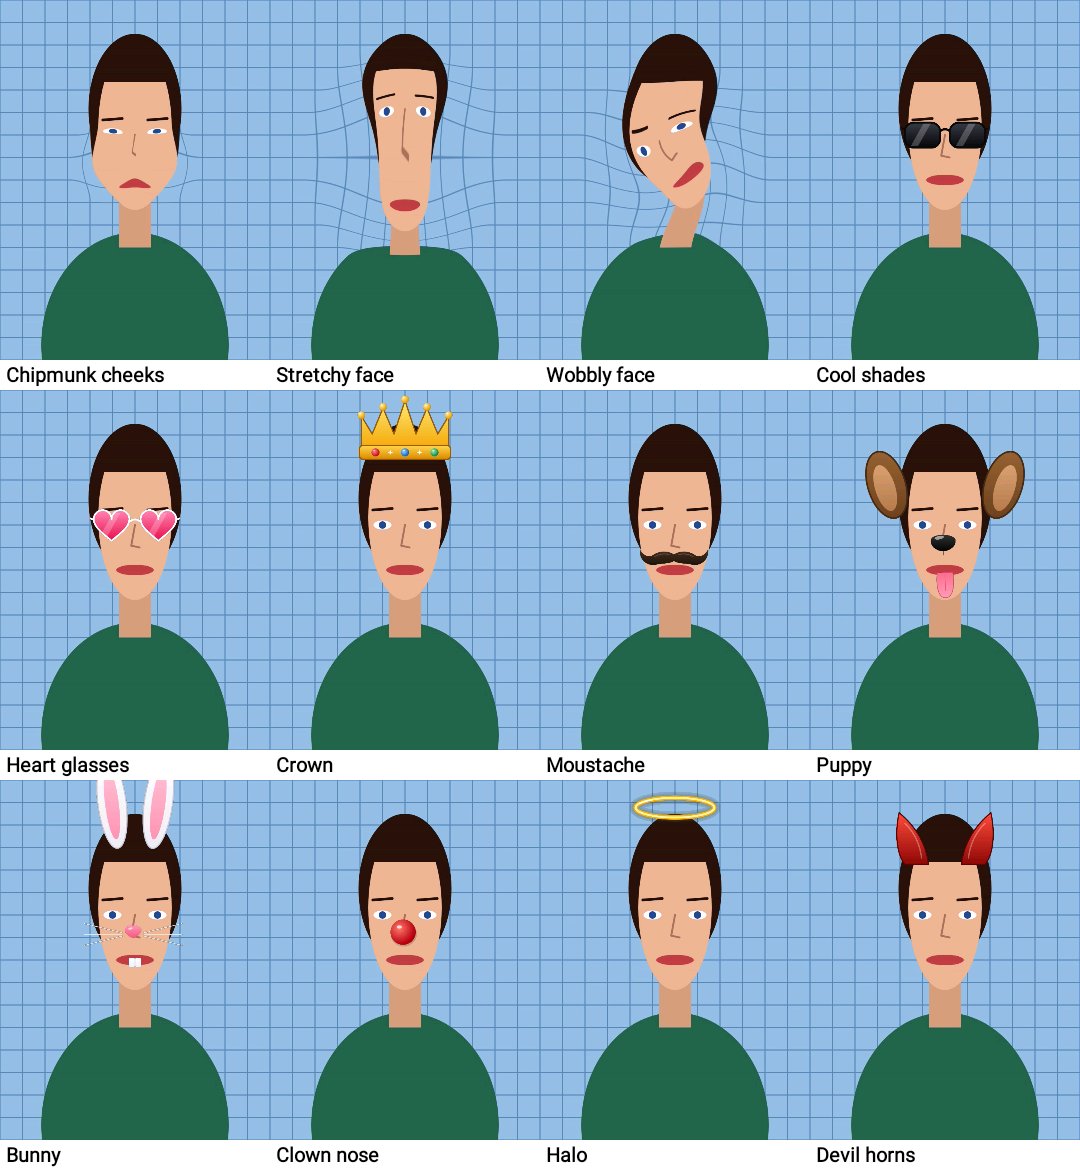 Chipmunk cheeks
Stretchy face
Wobbly face
Cool shades
Heart glasses
Crown
Moustache
Puppy
Bunny
Clown nose
Halo
Devil horns